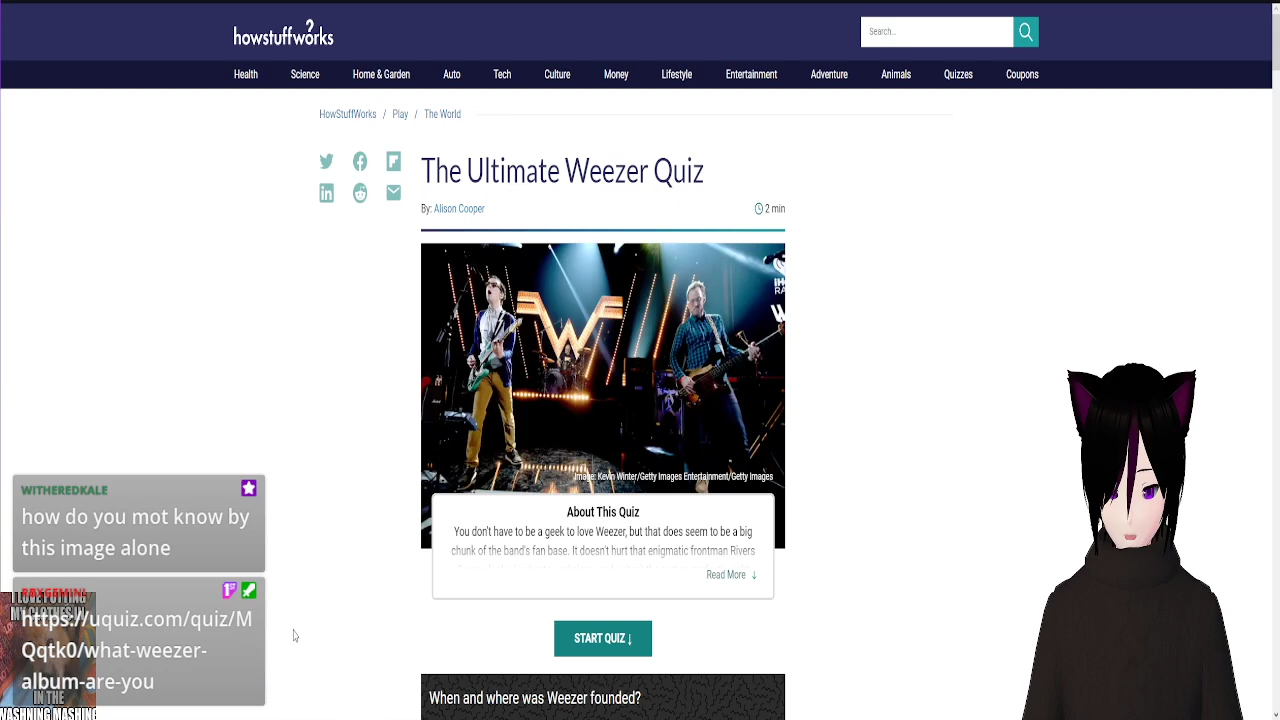 howstuffworks
Search...
Health Science Home & Garden Auto Tech Culture Money Lifestyle Entertainment Adventure Animals Quizzes Coupons
HowStuffWorks / Play / The World
The Ultimate Weezer Quiz
By: Alison Cooper
2 min
Image: Kevin Winter/Getty Images Entertainment/Getty Images
About This Quiz
You don't have to be a geek to love Weezer, but that does seem to be a big
chunk of the band's fan base. It doesn't hurt that enigmatic frontman Rivers
Read More ↓
START QUIZ ↓
When and where was Weezer founded?
WITHEREDKALE
how do you mot know by
this image alone
https://uquiz.com/quiz/M
Qqtk0/what-weezer-
album-are-you
IN THE